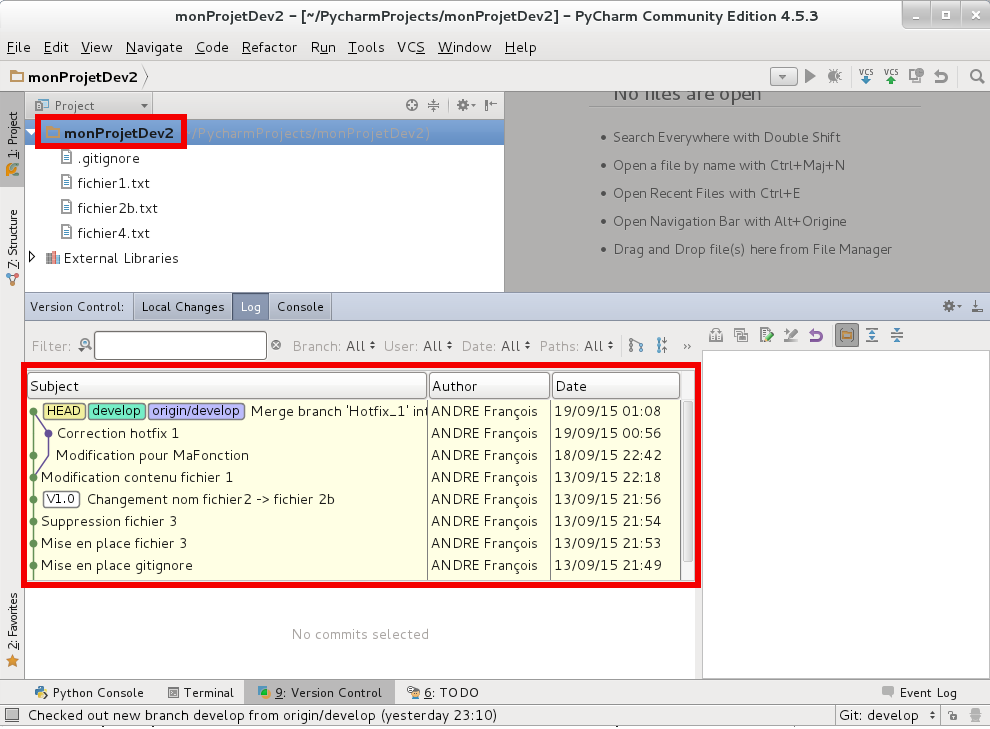 monProjetDev2 – [~/PycharmProjects/monProjetDev2] – PyCharm Community Edition 4.5.3
File Edit View Navigate Code Refactor Run Tools VCS Window Help
monProjetDev2
VCS VCS
Project
No files are open
1: Project
monProjetDev2 /PycharmProjects/monProjetDev2)
• Search Everywhere with Double Shift
.gitignore
• Open a file by name with Ctrl+Maj+N
fichier1.txt
• Open Recent Files with Ctrl+E
fichier2b.txt
• Open Navigation Bar with Alt+Origine
7: Structure
fichier4.txt
• Drag and Drop file(s) here from File Manager
External Libraries
Version Control: Local Changes Log Console
Filter: Branch: All User: All Date: All Paths: All »
Subject Author Date
HEAD develop origin/develop Merge branch 'Hotfix_1' int ANDRE François 19/09/15 01:08
Correction hotfix 1 ANDRE François 19/09/15 00:56
Modification pour MaFonction ANDRE François 18/09/15 22:42
Modification contenu fichier 1 ANDRE François 13/09/15 22:18
V1.0 Changement nom fichier2 -> fichier 2b ANDRE François 13/09/15 21:56
Suppression fichier 3 ANDRE François 13/09/15 21:54
Mise en place fichier 3 ANDRE François 13/09/15 21:53
Mise en place gitignore ANDRE François 13/09/15 21:49
2: Favorites
No commits selected
Python Console Terminal 9: Version Control 6: TODO Event Log
Checked out new branch develop from origin/develop (yesterday 23:10) Git: develop